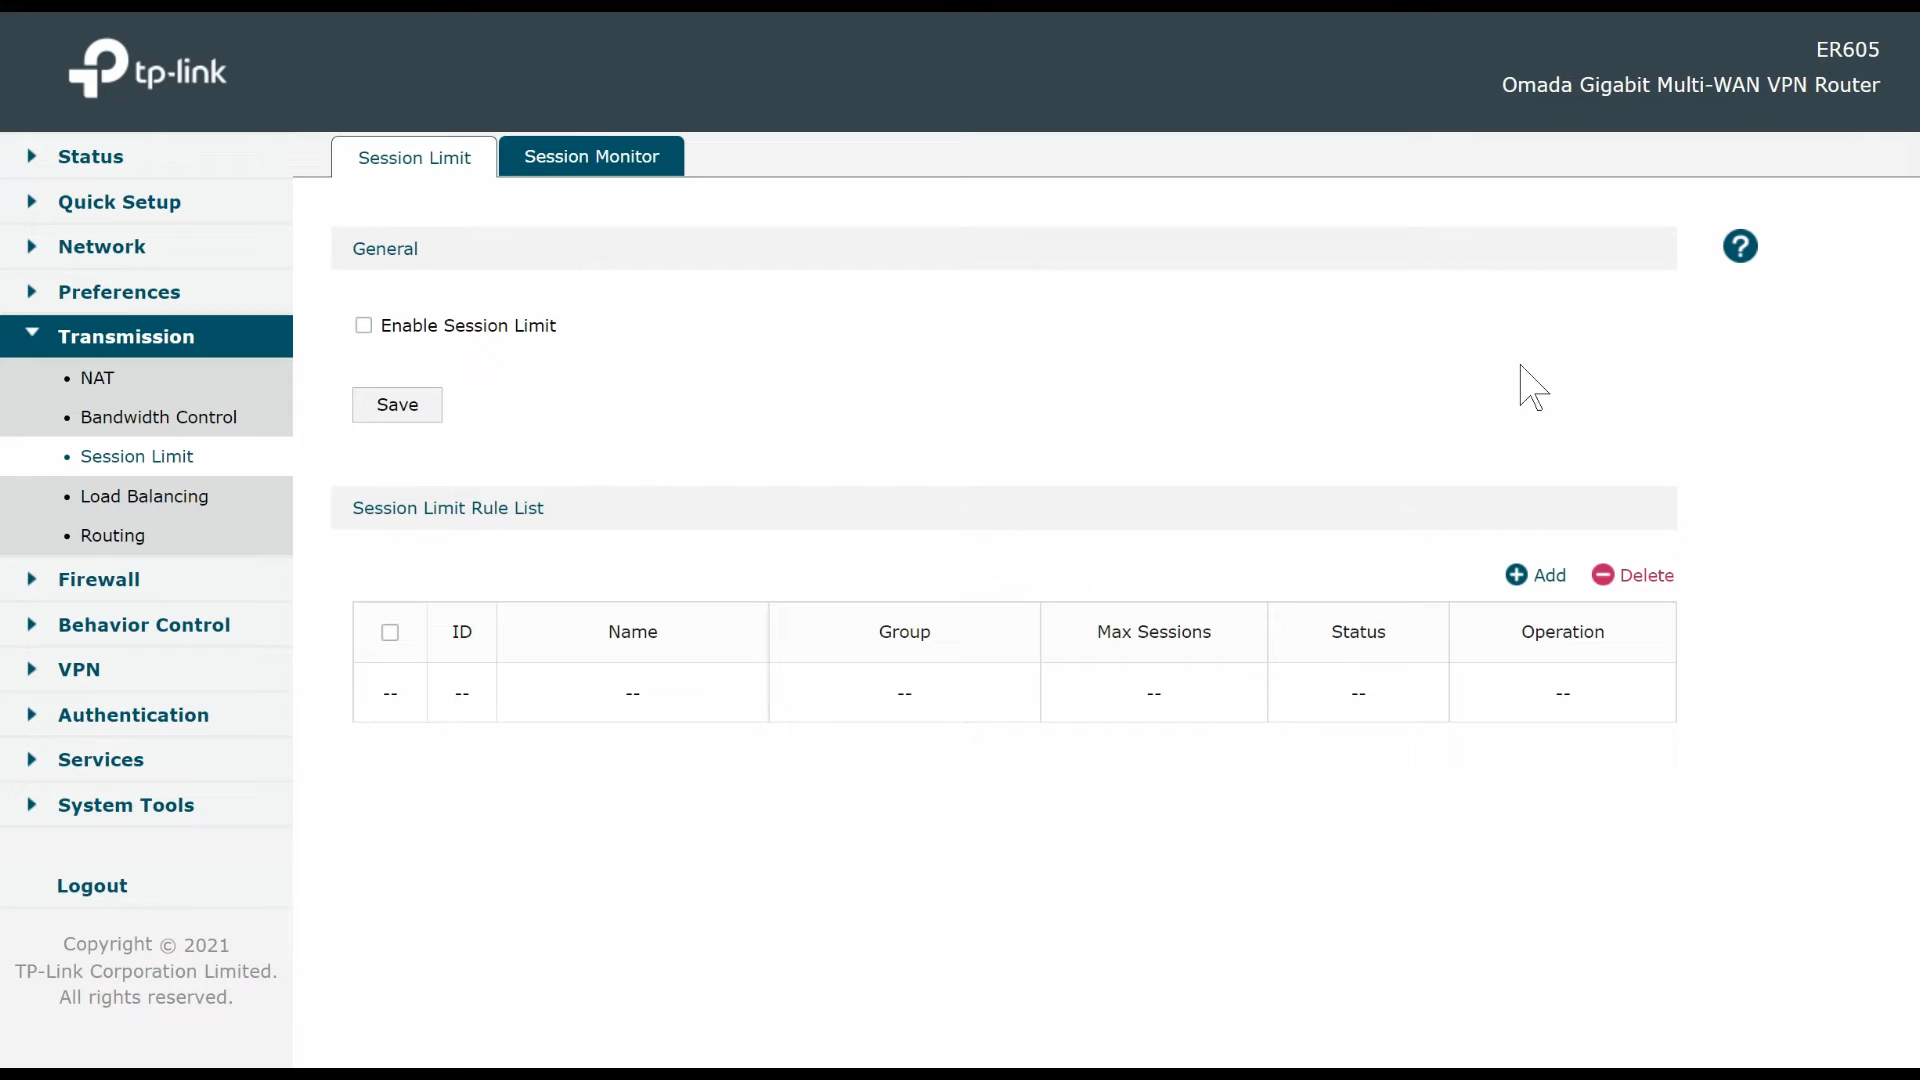 tp-link
ER605
Omada Gigabit Multi-WAN VPN Router
Status
Quick Setup
Network
Preferences
Transmission
• NAT
• Bandwidth Control
• Session Limit
• Load Balancing
• Routing
Firewall
Behavior Control
VPN
Authentication
Services
System Tools
Logout
Copyright © 2021
TP-Link Corporation Limited.
All rights reserved.
Session Limit Session Monitor
General
?
Enable Session Limit
Save
Session Limit Rule List
Add Delete
ID Name Group Max Sessions Status Operation
-- -- -- -- -- -- --